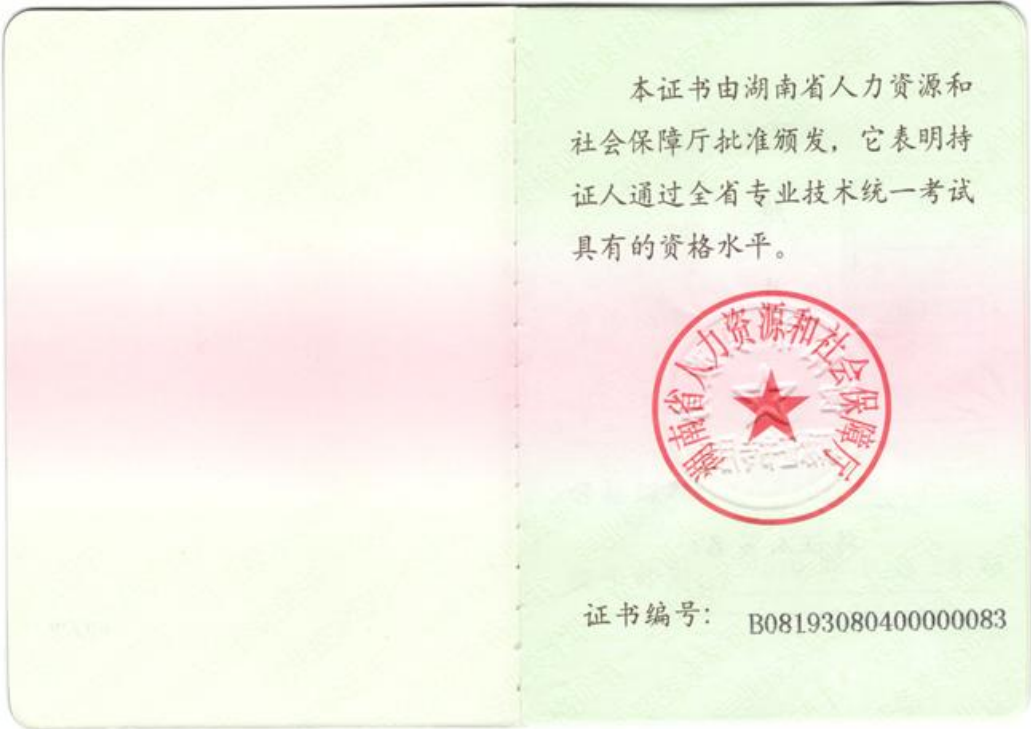 本证书由湖南省人力资源和
社会保障厅批准颁发，它表明持
证人通过全省专业技术统一考试
具有的资格水平。
湖南省人力资源和社会保障厅
证书编号： B08193080400000083